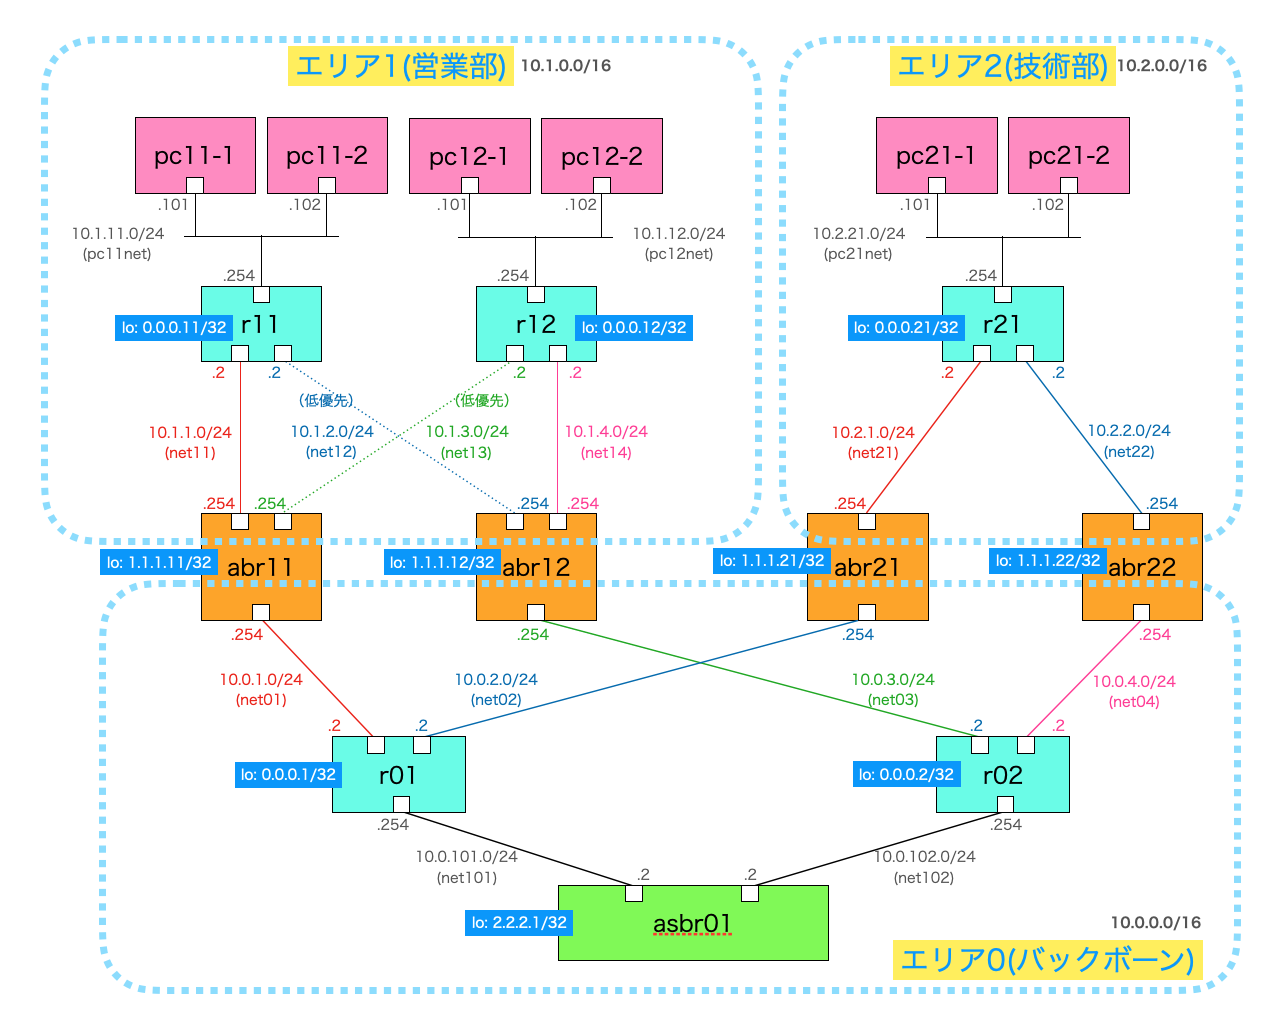 エリア1(営業部)
10.1.0.0/16
エリア2(技術部)
10.2.0.0/16
pc11-1
pc11-2
pc12-1
pc12-2
pc21-1
pc21-2
.101
.102
.101
.102
.101
.102
10.1.11.0/24
(pc11net)
10.1.12.0/24
(pc12net)
10.2.21.0/24
(pc21net)
.254
.254
.254
r11
lo: 0.0.0.11/32
r12
lo: 0.0.0.12/32
r21
lo: 0.0.0.21/32
.2
.2
.2
.2
.2
.2
(低優先)
(低優先)
10.1.1.0/24
(net11)
10.1.2.0/24
(net12)
10.1.3.0/24
(net13)
10.1.4.0/24
(net14)
10.2.1.0/24
(net21)
10.2.2.0/24
(net22)
.254
.254
.254
.254
.254
.254
lo: 1.1.1.11/32
abr11
lo: 1.1.1.12/32
abr12
lo: 1.1.1.21/32
abr21
lo: 1.1.1.22/32
abr22
.254
.254
.254
.254
10.0.1.0/24
(net01)
10.0.2.0/24
(net02)
10.0.3.0/24
(net03)
10.0.4.0/24
(net04)
.2
.2
.2
.2
lo: 0.0.0.1/32
r01
lo: 0.0.0.2/32
r02
.254
.254
10.0.101.0/24
(net101)
10.0.102.0/24
(net102)
.2
.2
lo: 2.2.2.1/32
asbr01
10.0.0.0/16
エリア0(バックボーン)